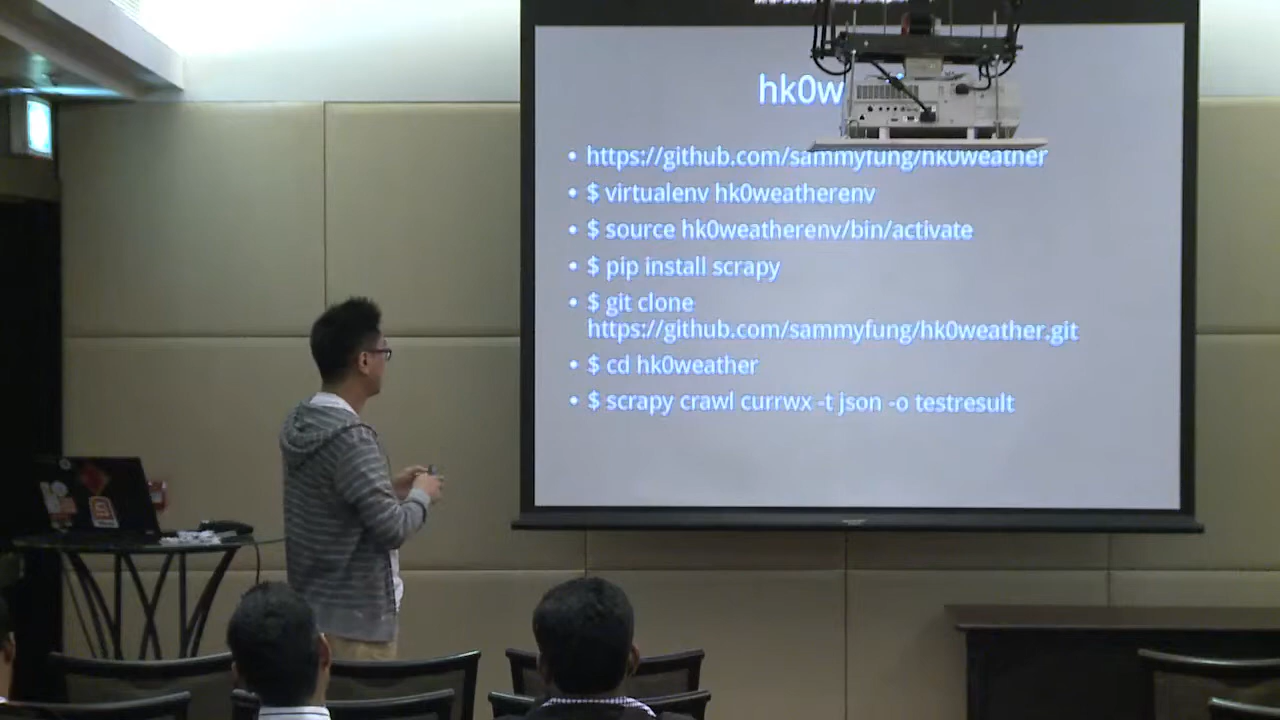 hk0w
• https://github.com/sammyfung/hk0weather
• $ virtualenv hk0weatherenv
• $ source hk0weatherenv/bin/activate
• $ pip install scrapy
• $ git clone
https://github.com/sammyfung/hk0weather.git
• $ cd hk0weather
• $ scrapy crawl currwx -t json -o testresult